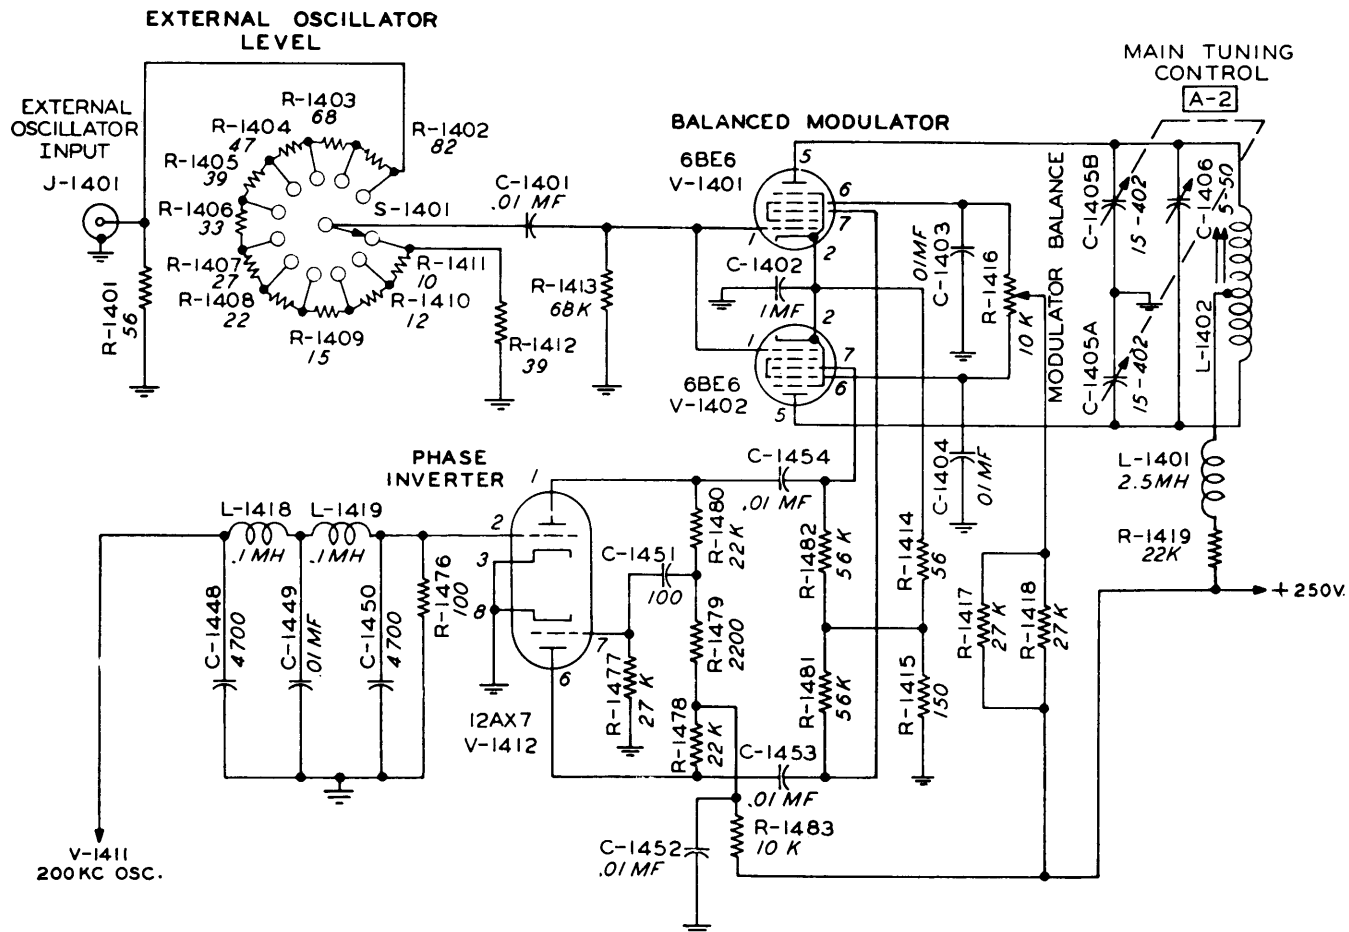 EXTERNAL OSCILLATOR
LEVEL
EXTERNAL
OSCILLATOR
INPUT
J-1401
R-1401
56
R-1402
82
R-1403
68
R-1404
47
R-1405
39
R-1406
33
R-1407
27
R-1408
22
R-1409
15
R-1410
12
R-1411
10
R-1412
39
S-1401
C-1401
.01 MF
R-1413
68K
BALANCED MODULATOR
6BE6
V-1401
5
6
7
1
2
C-1402
.1MF
2
1
7
6
5
6BE6
V-1402
.01MF
C-1403
R-1416
10 K
MODULATOR BALANCE
C-1404
.01 MF
MAIN TUNING
CONTROL
A-2
C-1405B
15-402
C-1406
5-50
C-1405A
15-402
L-1402
L-1401
2.5MH
R-1419
22K
+250V.
PHASE
INVERTER
1
2
3
8
7
6
12AX7
V-1412
L-1418
.1MH
L-1419
.1MH
C-1448
4700
C-1449
.01 MF
C-1450
4700
R-1476
100
C-1451
100
R-1477
27 K
R-1480
22K
R-1479
2200
R-1478
22 K
C-1454
.01 MF
R-1482
56 K
R-1481
56K
R-1414
56
R-1415
150
C-1453
.01 MF
C-1452
.01 MF
R-1483
10 K
R-1417
27 K
R-1418
27K
V-1411
200KC OSC.